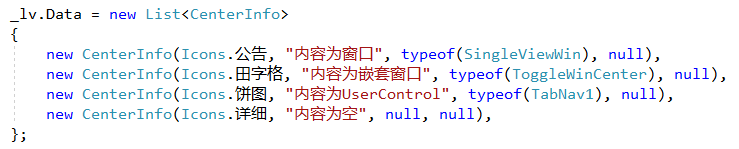 _lv.Data = new List<CenterInfo>
{
    new CenterInfo(Icons.公告, "内容为窗口", typeof(SingleViewWin), null),
    new CenterInfo(Icons.田字格, "内容为嵌套窗口", typeof(ToggleWinCenter), null),
    new CenterInfo(Icons.饼图, "内容为UserControl", typeof(TabNav1), null),
    new CenterInfo(Icons.详细, "内容为空", null, null),
};